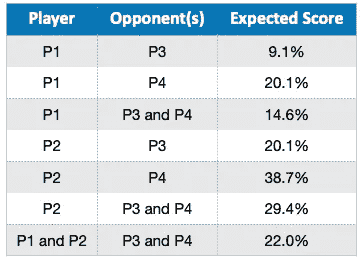 Player Opponent(s) Expected Score
P1 P3 9.1%
P1 P4 20.1%
P1 P3 and P4 14.6%
P2 P3 20.1%
P2 P4 38.7%
P2 P3 and P4 29.4%
P1 and P2 P3 and P4 22.0%